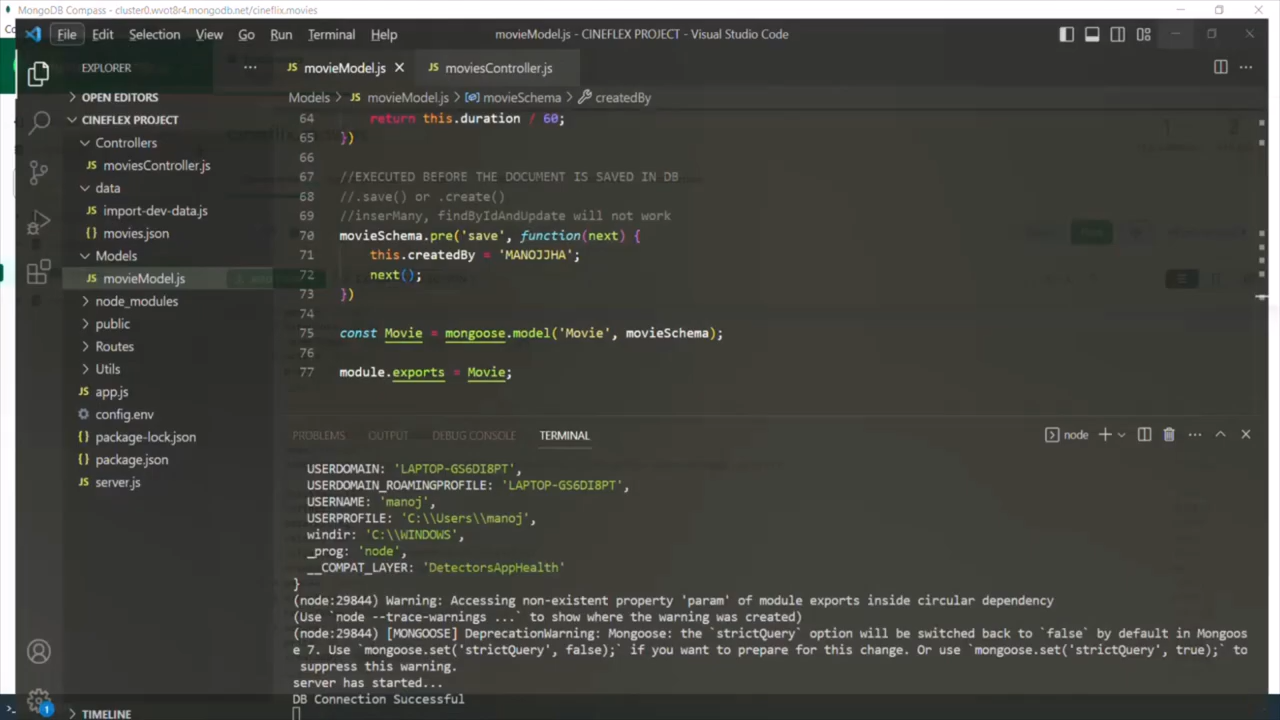 MongoDB Compass - cluster0.wvot8r4.mongodb.net/cineflix.movies
File Edit Selection View Go Run Terminal Help
movieModel.js - CINEFLEX PROJECT - Visual Studio Code
EXPLORER
JS movieModel.js
JS moviesController.js
OPEN EDITORS
Models > JS movieModel.js > movieSchema > createdBy
CINEFLEX PROJECT
Controllers
JS moviesController.js
data
JS import-dev-data.js
{} movies.json
Models
JS movieModel.js
node_modules
public
Routes
Utils
JS app.js
config.env
{} package-lock.json
{} package.json
JS server.js
TIMELINE
1
64 return this.duration / 60;
65 })
66
67 //EXECUTED BEFORE THE DOCUMENT IS SAVED IN DB
68 //.save() or .create()
69 //inserMany, findByIdAndUpdate will not work
70 movieSchema.pre('save', function(next) {
71 this.createdBy = 'MANOJJHA';
72 next();
73 })
74
75 const Movie = mongoose.model('Movie', movieSchema);
76
77 module.exports = Movie;
PROBLEMS OUTPUT DEBUG CONSOLE TERMINAL
node
USERDOMAIN: 'LAPTOP-GS6DI8PT',
USERDOMAIN_ROAMINGPROFILE: 'LAPTOP-GS6DI8PT',
USERNAME: 'manoj',
USERPROFILE: 'C:\\Users\\manoj',
windir: 'C:\\WINDOWS',
_prog: 'node',
__COMPAT_LAYER: 'DetectorsAppHealth'
}
(node:29844) Warning: Accessing non-existent property 'param' of module exports inside circular dependency
(Use `node --trace-warnings ...` to show where the warning was created)
(node:29844) [MONGOOSE] DeprecationWarning: Mongoose: the `strictQuery` option will be switched back to `false` by default in Mongoos
e 7. Use `mongoose.set('strictQuery', false);` if you want to prepare for this change. Or use `mongoose.set('strictQuery', true);` to
suppress this warning.
server has started...
DB Connection Successful